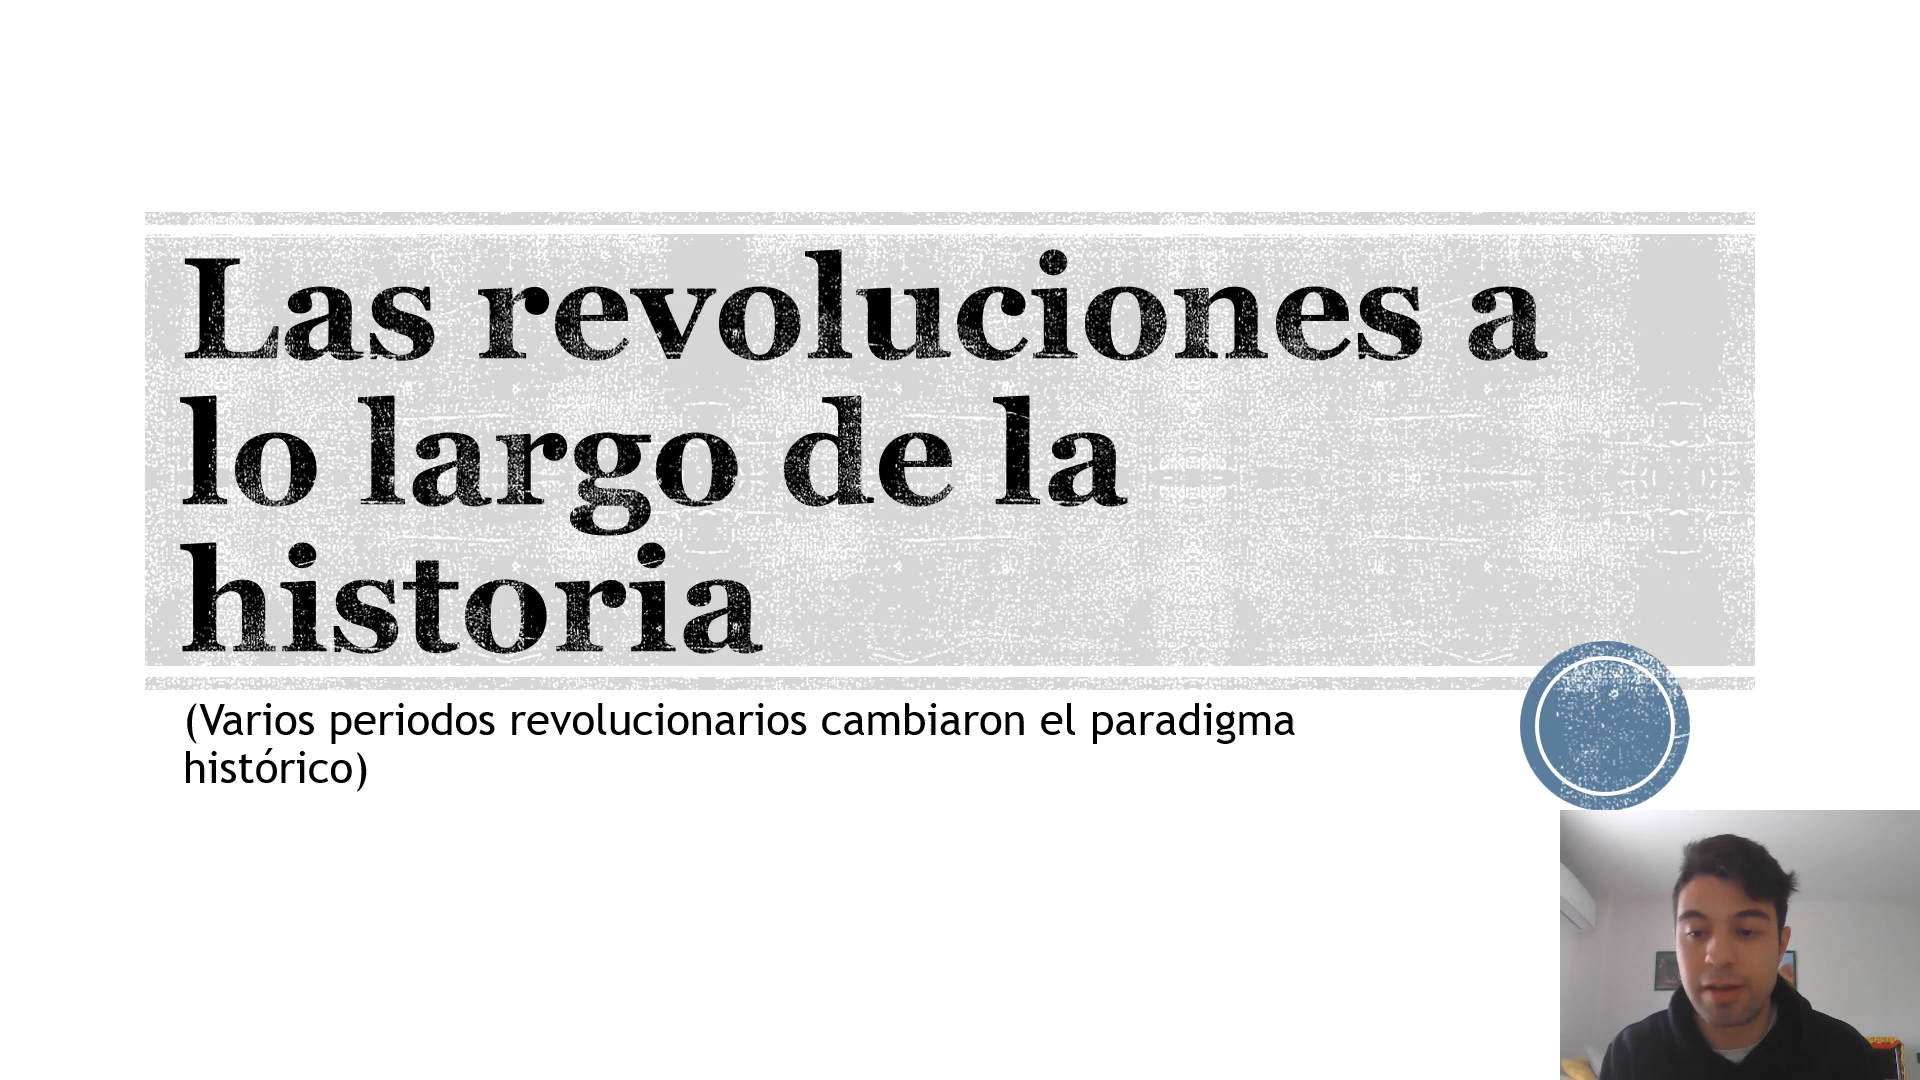 Las revoluciones a
lo largo de la
historia
(Varios periodos revolucionarios cambiaron el paradigma
histórico)